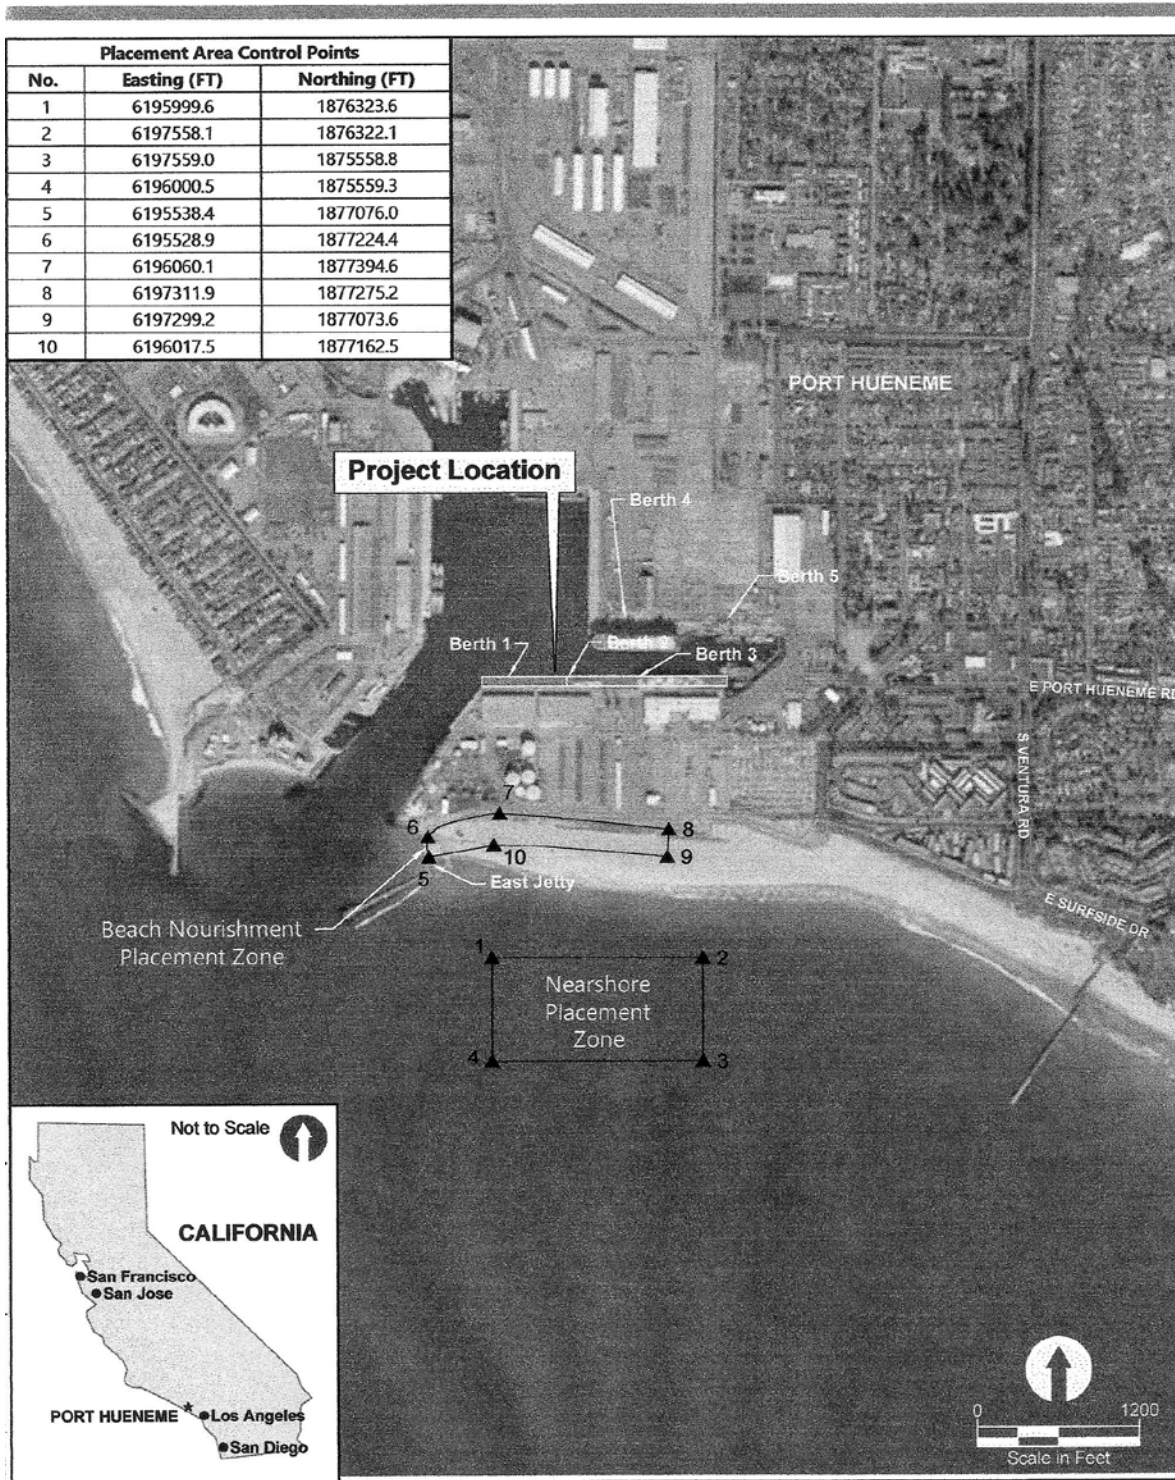 Placement Area Control Points
No. Easting (FT) Northing (FT)
1 6195999.6 1876323.6
2 6197558.1 1876322.1
3 6197559.0 1875558.8
4 6196000.5 1875559.3
5 6195538.4 1877076.0
6 6195528.9 1877224.4
7 6196060.1 1877394.6
8 6197311.9 1877275.2
9 6197299.2 1877073.6
10 6196017.5 1877162.5
PORT HUENEME
Project Location
Berth 4
Berth 5
Berth 1
Berth 2
Berth 3
E PORT HUENEME RD
S VENTURA RD
7
8
6
10
9
5
East Jetty
E SURFSIDE DR
Beach Nourishment
Placement Zone
1
2
Nearshore
Placement
Zone
4
3
Not to Scale
CALIFORNIA
San Francisco
San Jose
PORT HUENEME
Los Angeles
San Diego
0 1200
Scale in Feet